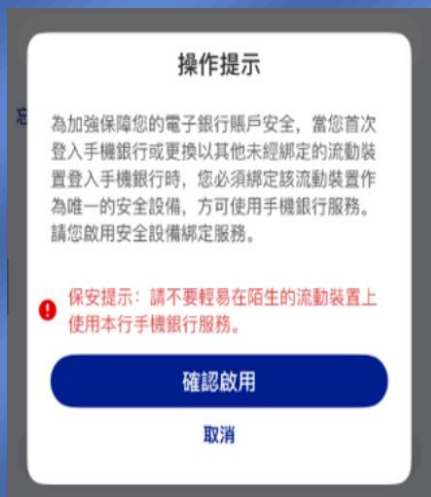 操作提示
為加強保障您的電子銀行賬戶安全，當您首次
登入手機銀行或更換以其他未經綁定的流動裝
置登入手機銀行時，您必須綁定該流動裝置作
為唯一的安全設備，方可使用手機銀行服務。
請您啟用安全設備綁定服務。
保安提示：請不要輕易在陌生的流動裝置上
使用本行手機銀行服務。
確認啟用
取消